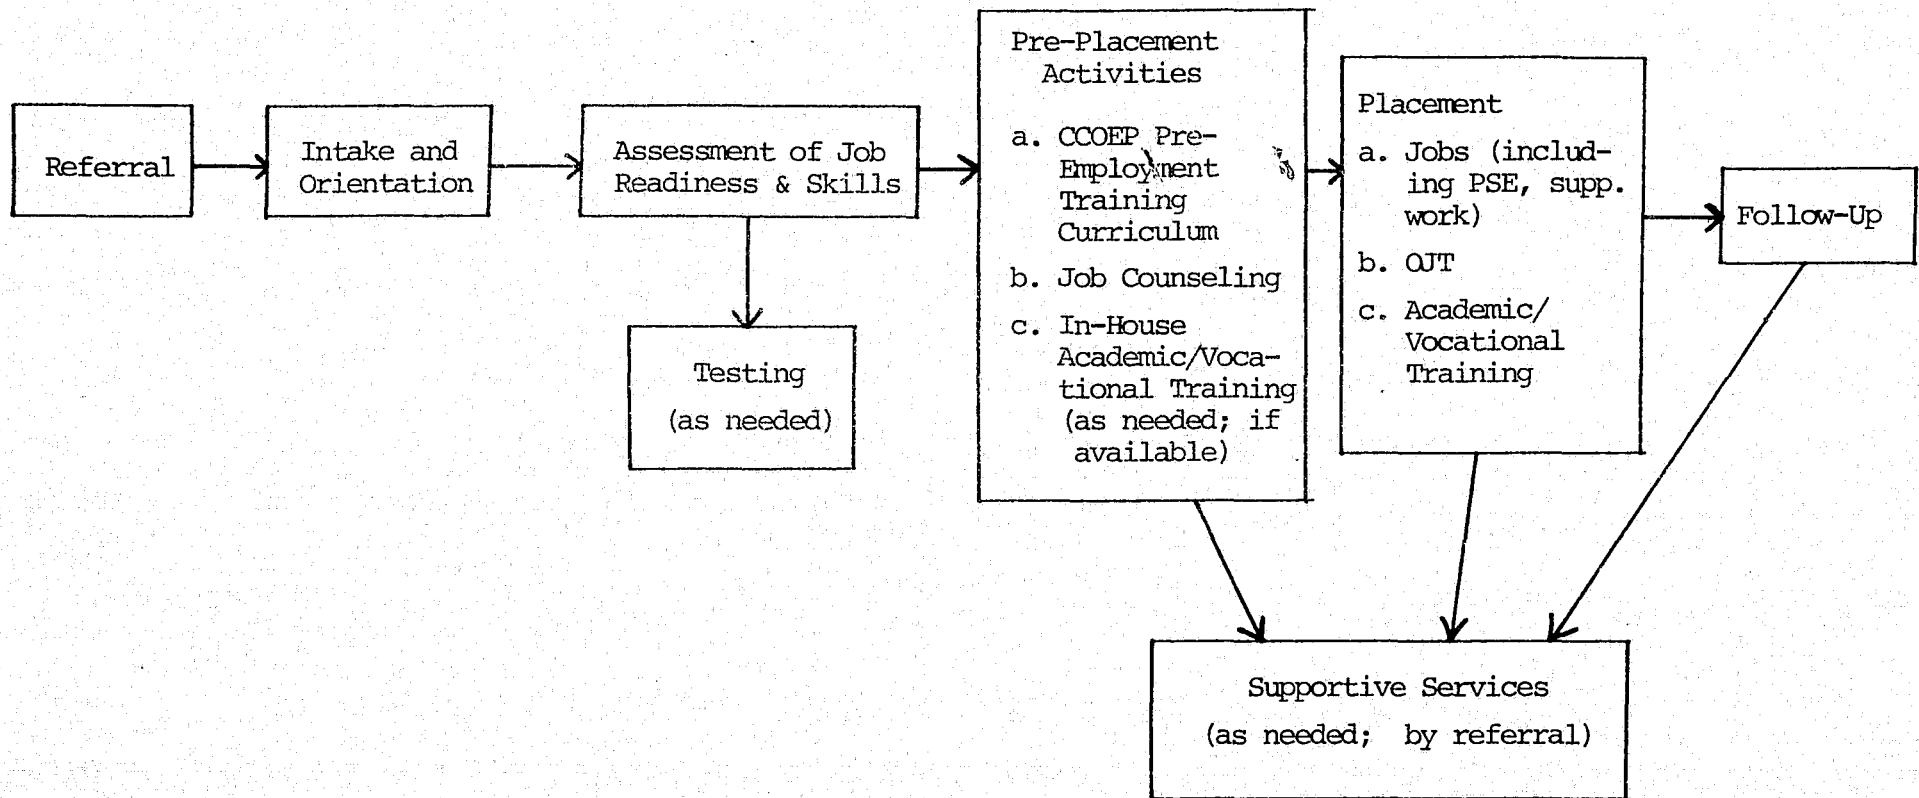 Referral
Intake and
Orientation
Assessment of Job
Readiness & Skills
Testing
(as needed)
Pre-Placement
Activities
a. CCOEP Pre-
Employment
Training
Curriculum
b. Job Counseling
c. In-House
Academic/Voca-
tional Training
(as needed; if
available)
Placement
a. Jobs (includ-
ing PSE, supp.
work)
b. OJT
c. Academic/
Vocational
Training
Follow-Up
Supportive Services
(as needed; by referral)